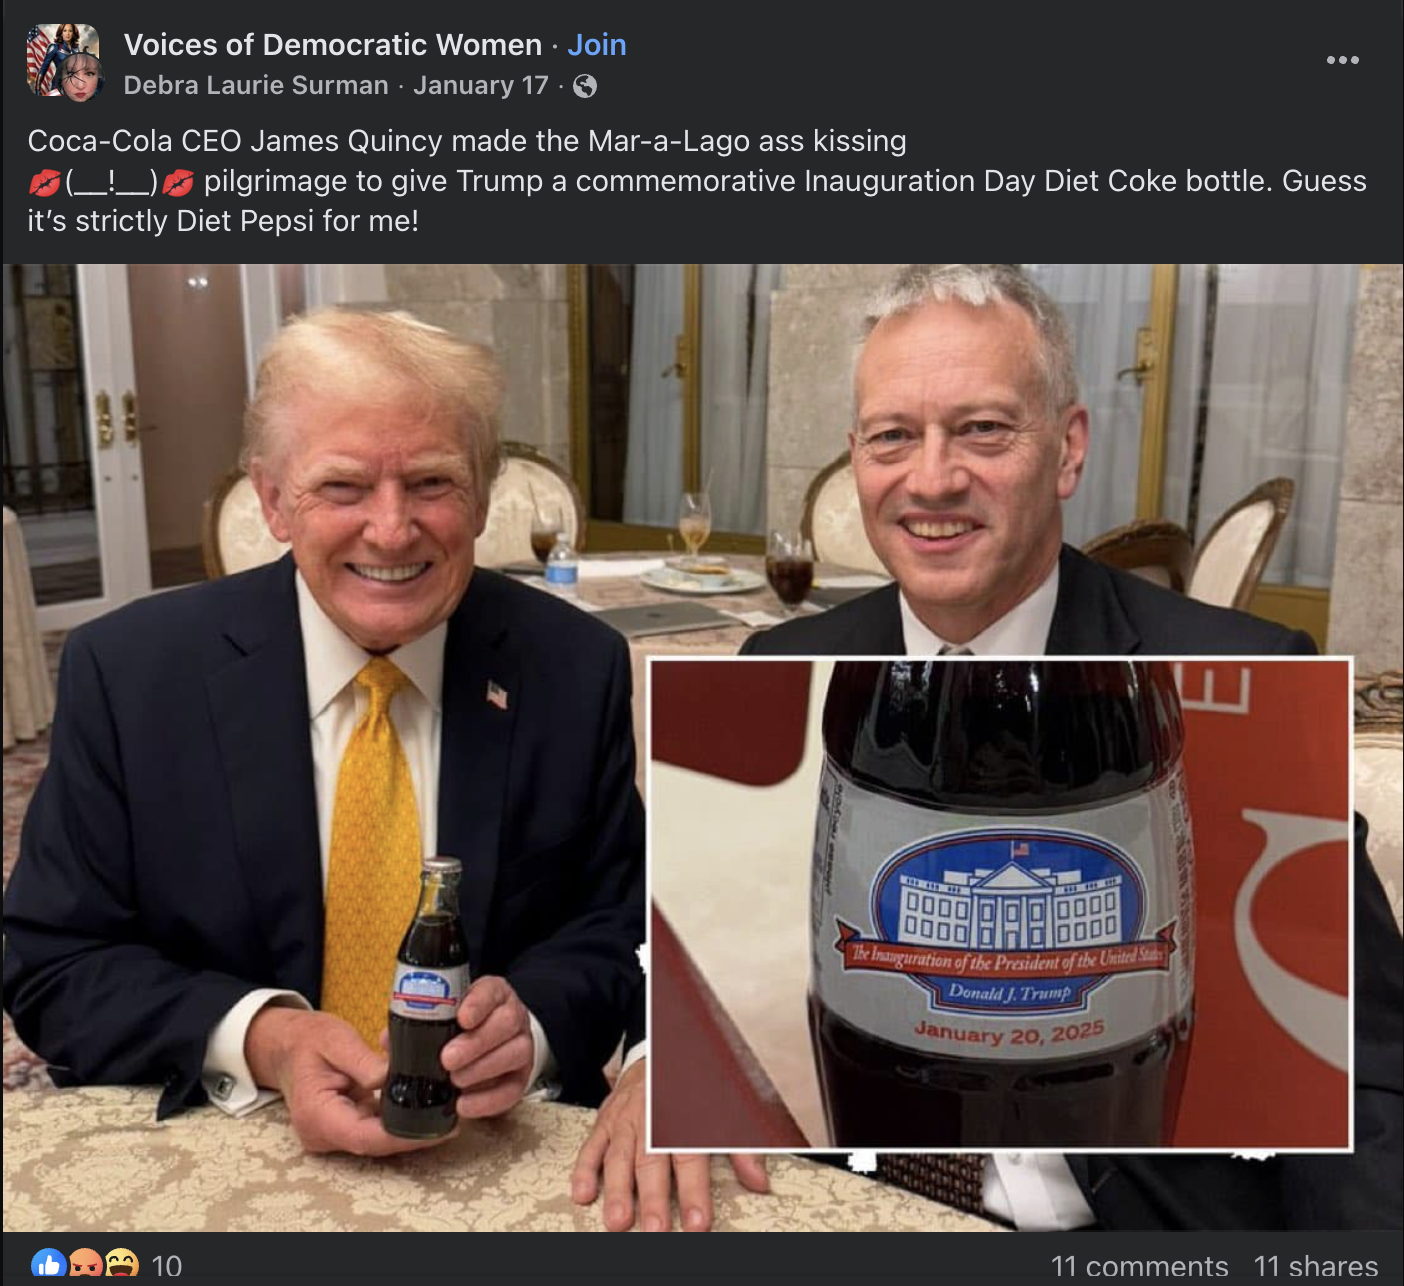 Voices of Democratic Women · Join
Debra Laurie Surman · January 17 ·
Coca-Cola CEO James Quincy made the Mar-a-Lago ass kissing
💋(__!__)💋 pilgrimage to give Trump a commemorative Inauguration Day Diet Coke bottle. Guess
it's strictly Diet Pepsi for me!
E
The Inauguration of the President of the United States
Donald J. Trump
January 20, 2025
10
11 comments 11 shares